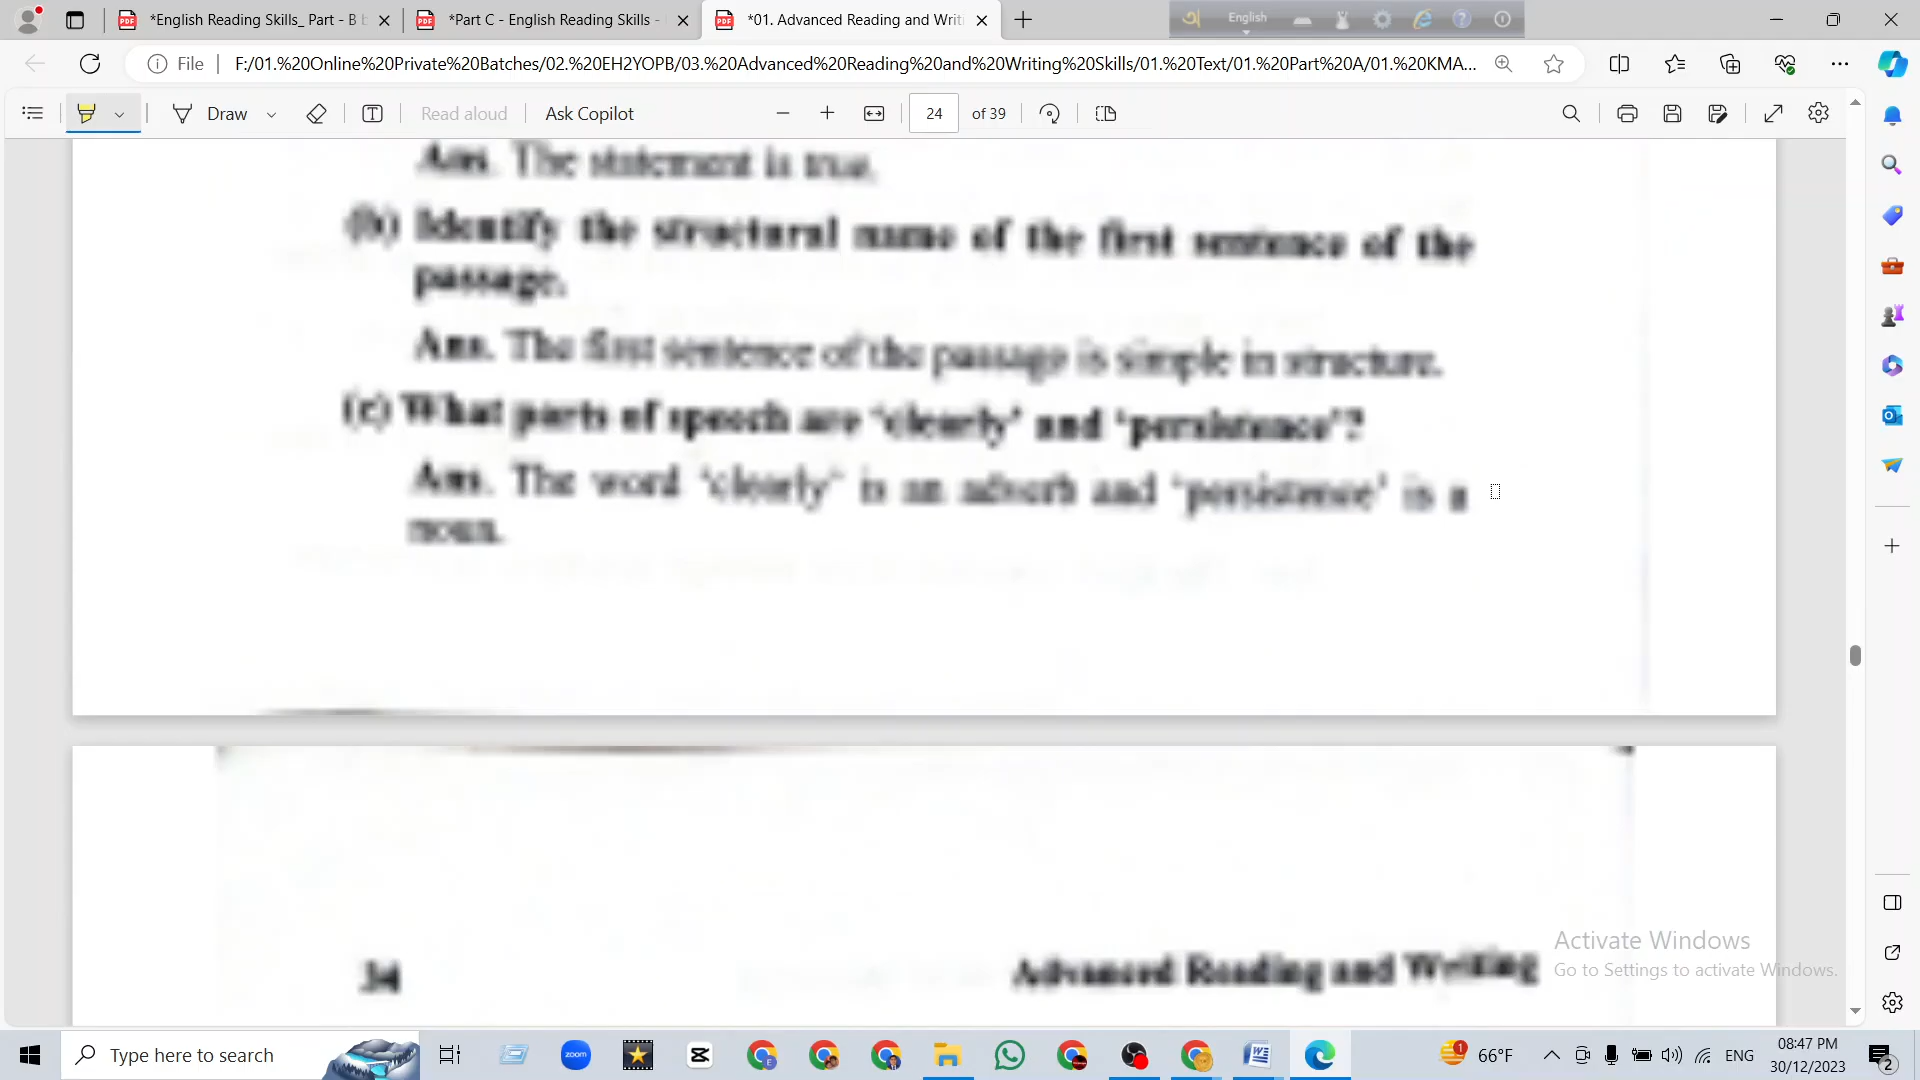 *English Reading Skills_ Part - B b
*Part C - English Reading Skills -
*01. Advanced Reading and Writi
English
File
F:/01.%20Online%20Private%20Batches/02.%20EH2YOPB/03.%20Advanced%20Reading%20and%20Writing%20Skills/01.%20Text/01.%20Part%20A/01.%20KMA...
Draw
Read aloud
Ask Copilot
24
of 39
Ans. The statement is true.
(b) Identify the structural name of the first sentence of the
passage.
Ans. The first sentence of the passage is simple in structure.
(c) What parts of speech are 'clearly' and 'persistence'?
Ans. The word 'clearly' is an adverb and 'persistence' is a
noun.
34
Advanced Reading and Writing
Activate Windows
Go to Settings to activate Windows.
Type here to search
zoom
66°F
ENG
08:47 PM
30/12/2023
2